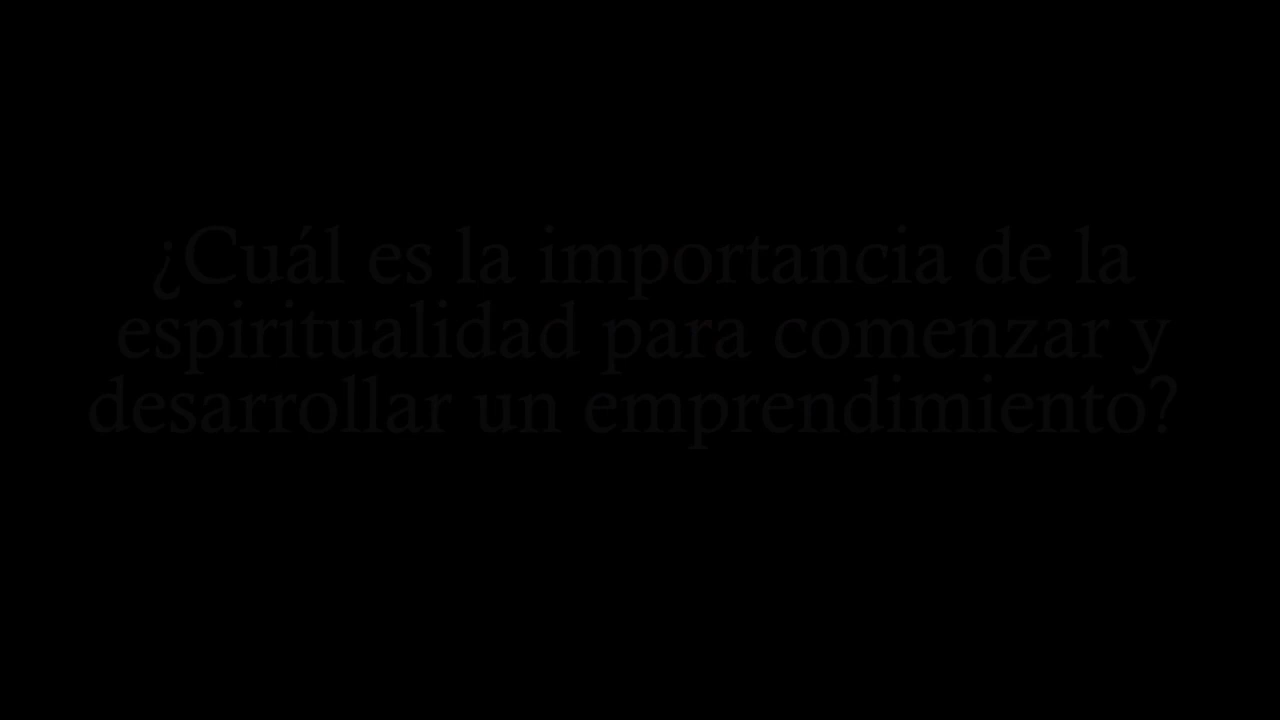 ¿Cuál es la importancia de la
espiritualidad para comenzar y
desarrollar un emprendimiento?